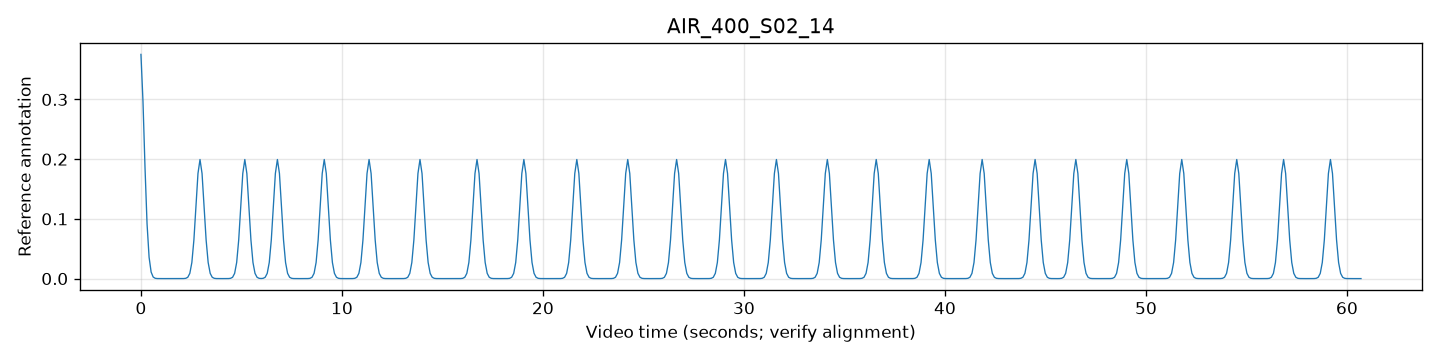 AIR_400_S02_14
Reference annotation
0.3
0.2
0.1
0.0
0 10 20 30 40 50 60
Video time (seconds; verify alignment)